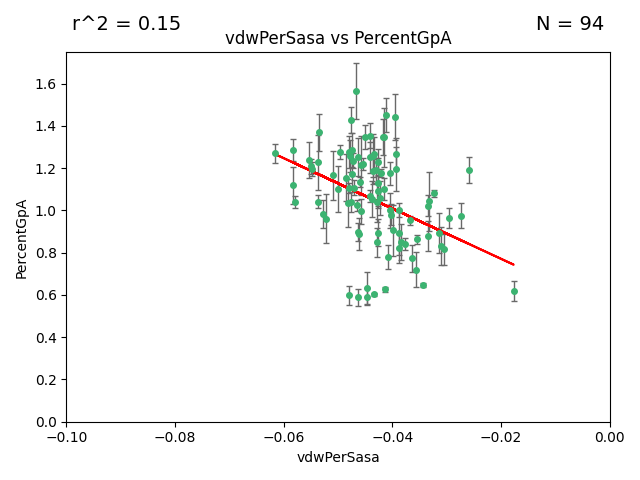 r^2 = 0.15
N = 94
vdwPerSasa vs PercentGpA
1.6
1.4
1.2
1.0
0.8
0.6
0.4
0.2
0.0
PercentGpA
−0.10 −0.08 −0.06 −0.04 −0.02 0.00
vdwPerSasa